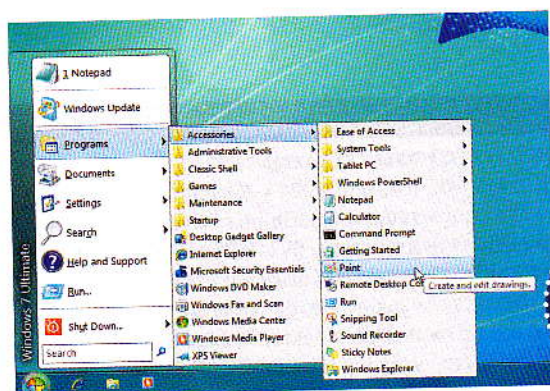 1 Notepad
Windows Update
Programs
Documents
Settings
Search
Help and Support
Run...
Shut Down...
Search
Windows 7 Ultimate
Accessories
Administrative Tools
Classic Shell
Games
Maintenance
Startup
Desktop Gadget Gallery
Internet Explorer
Microsoft Security Essentials
Windows DVD Maker
Windows Fax and Scan
Windows Media Center
Windows Media Player
XPS Viewer
Ease of Access
System Tools
Tablet PC
Windows PowerShell
Notepad
Calculator
Command Prompt
Getting Started
Paint
Remote Desktop
Create and edit drawings.
Run
Snipping Tool
Sound Recorder
Sticky Notes
Windows Explorer